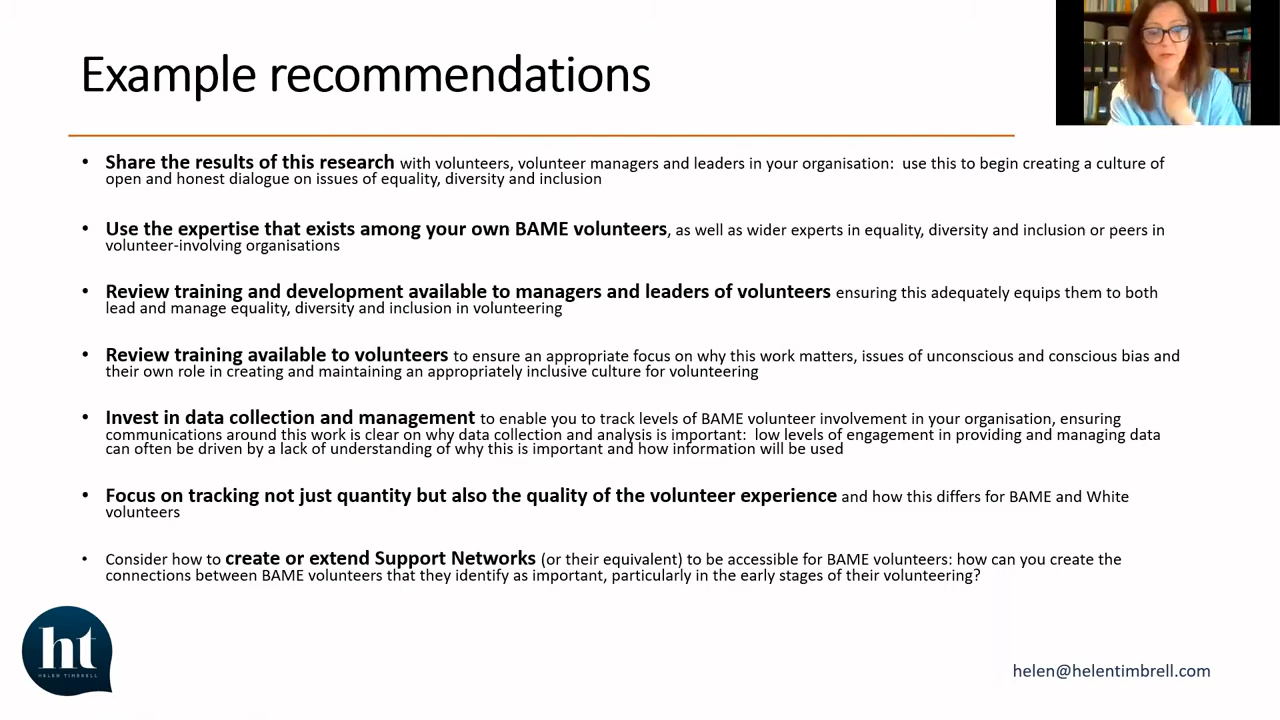 Example recommendations
• Share the results of this research with volunteers, volunteer managers and leaders in your organisation:  use this to begin creating a culture of
open and honest dialogue on issues of equality, diversity and inclusion
• Use the expertise that exists among your own BAME volunteers, as well as wider experts in equality, diversity and inclusion or peers in
volunteer-involving organisations
• Review training and development available to managers and leaders of volunteers ensuring this adequately equips them to both
lead and manage equality, diversity and inclusion in volunteering
• Review training available to volunteers to ensure an appropriate focus on why this work matters, issues of unconscious and conscious bias and
their own role in creating and maintaining an appropriately inclusive culture for volunteering
• Invest in data collection and management to enable you to track levels of BAME volunteer involvement in your organisation, ensuring
communications around this work is clear on why data collection and analysis is important:  low levels of engagement in providing and managing data
can often be driven by a lack of understanding of why this is important and how information will be used
• Focus on tracking not just quantity but also the quality of the volunteer experience and how this differs for BAME and White
volunteers
• Consider how to create or extend Support Networks (or their equivalent) to be accessible for BAME volunteers: how can you create the
connections between BAME volunteers that they identify as important, particularly in the early stages of their volunteering?
ht
HELEN TIMBRELL
helen@helentimbrell.com